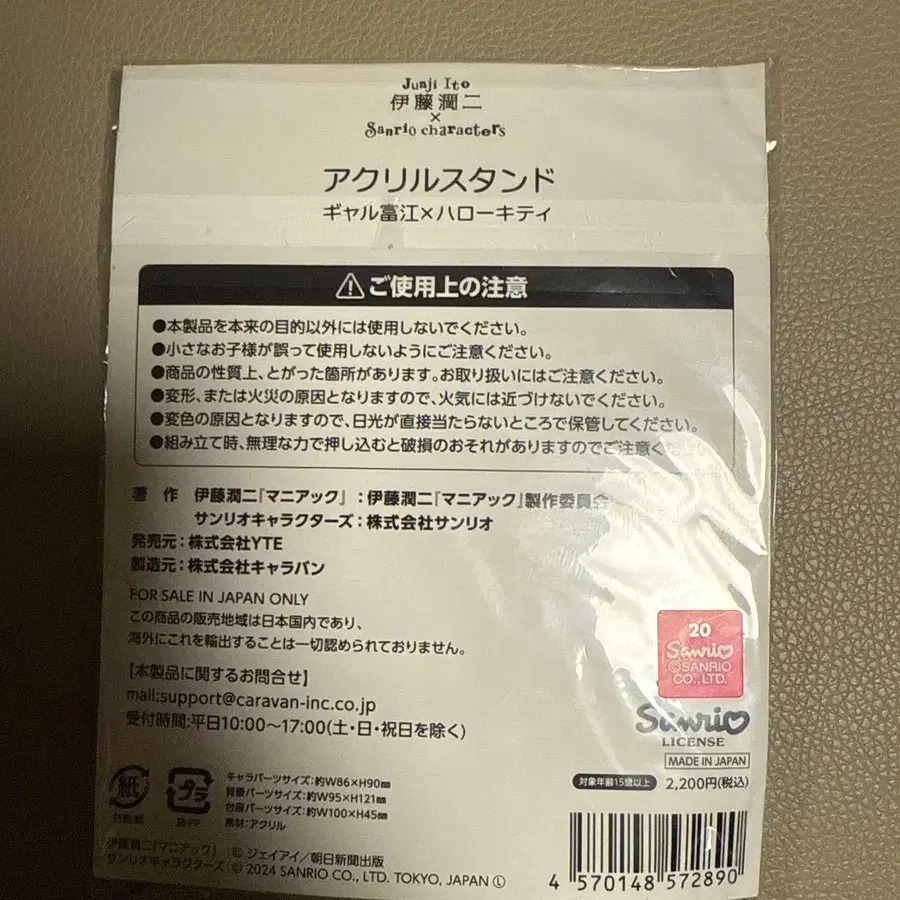 Junji Ito
伊藤潤二
×
Sanrio characters
アクリルスタンド
ギャル富江×ハローキティ
ご使用上の注意
●本製品を本来の目的以外には使用しないでください。
●小さなお子様が誤って使用しないようにご注意ください。
●商品の性質上、とがった箇所があります。お取り扱いにはご注意ください。
●変形、または火災の原因となりますので、火気には近づけないでください。
●変色の原因となりますので、日光が直接当たらないところで保管してください。
●組み立て時、無理な力で押し込むと破損のおそれがありますのでご注意ください。
著 作 伊藤潤二『マニアック』:伊藤潤二『マニアック』製作委員会
サンリオキャラクターズ:株式会社サンリオ
発売元:株式会社YTE
製造元:株式会社キャラバン
FOR SALE IN JAPAN ONLY
この商品の販売地域は日本国内であり、
海外にこれを輸出することは一切認められておりません。
【本製品に関するお問合せ】
mail:support@caravan-inc.co.jp
受付時間:平日10:00~17:00(土・日・祝日を除く)
20
Sanrio
©SANRIO
CO.,LTD.
Sanrio
LICENSE
MADE IN JAPAN
対象年齢15歳以上 2,200円(税込)
紙
プラ
台紙:紙
袋:PP
キャラパーツサイズ:約W86×H90㎜
背景パーツサイズ:約W95×H121㎜
台座パーツサイズ:約W100×H45㎜
素材:アクリル
伊藤潤二『マニアック』:© ジェイアイ/朝日新聞出版
サンリオキャラクターズ:© 2024 SANRIO CO., LTD. TOKYO, JAPAN Ⓛ
4 570148 572890